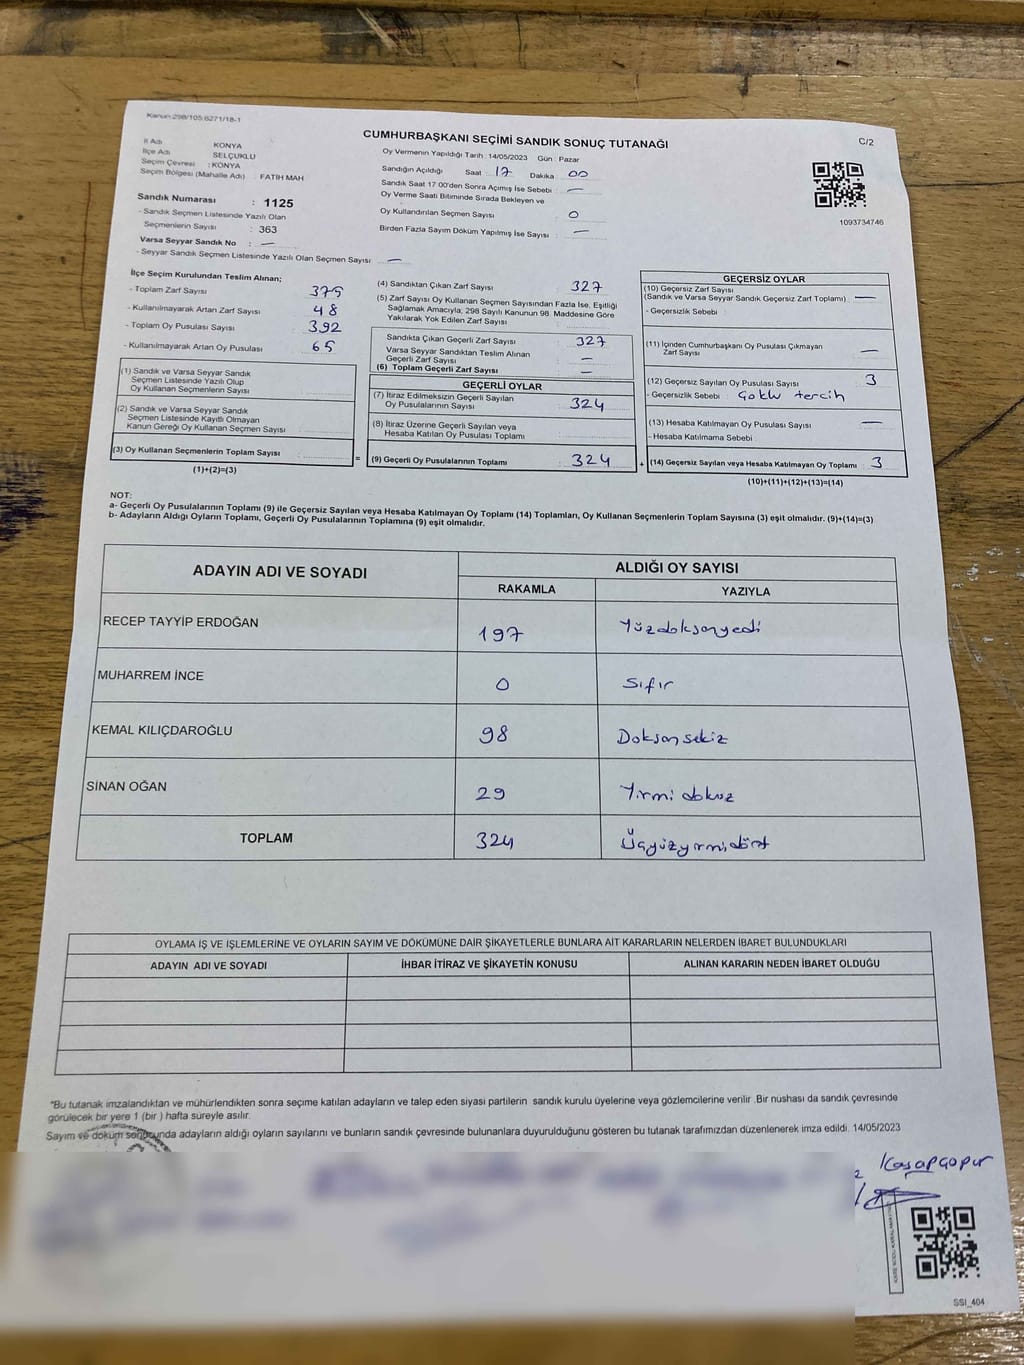 Kanun:298/105;6271/18-1
CUMHURBAŞKANI SEÇİMİ SANDIK SONUÇ TUTANAĞI
C/2
İl Adı KONYA
İlçe Adı SELÇUKLU
Seçim Çevresi : KONYA
Seçim Bölgesi (Mahalle Adı) : FATİH MAH
Oy Vermenin Yapıldığı Tarih : 14/05/2023 Gün : Pazar
Sandığın Açıldığı Saat : 17 Dakika : 00
Sandık Saat 17.00'den Sonra Açılmış İse Sebebi : —
Oy Verme Saati Bitiminde Sırada Bekleyen ve
Oy Kullandırılan Seçmen Sayısı : 0
Birden Fazla Sayım Döküm Yapılmış İse Sayısı : —
1093734746
Sandık Numarası : 1125
- Sandık Seçmen Listesinde Yazılı Olan
Seçmenlerin Sayısı : 363
Varsa Seyyar Sandık No : —
- Seyyar Sandık Seçmen Listesinde Yazılı Olan Seçmen Sayısı : —
İlçe Seçim Kurulundan Teslim Alınan;
- Toplam Zarf Sayısı : 375
- Kullanılmayarak Artan Zarf Sayısı : 48
- Toplam Oy Pusulası Sayısı : 392
- Kullanılmayarak Artan Oy Pusulası : 65
(1) Sandık ve Varsa Seyyar Sandık
Seçmen Listesinde Yazılı Olup
Oy Kullanan Seçmenlerin Sayısı :
(2) Sandık ve Varsa Seyyar Sandık
Seçmen Listesinde Kayıtlı Olmayan
Kanun Gereği Oy Kullanan Seçmen Sayısı :
(3) Oy Kullanan Seçmenlerin Toplam Sayısı :
(1)+(2)=(3)
(4) Sandıktan Çıkan Zarf Sayısı : 327
(5) Zarf Sayısı Oy Kullanan Seçmen Sayısından Fazla İse, Eşitliği
Sağlamak Amacıyla; 298 Sayılı Kanunun 98. Maddesine Göre
Yakılarak Yok Edilen Zarf Sayısı :
Sandıkta Çıkan Geçerli Zarf Sayısı : 327
Varsa Seyyar Sandıktan Teslim Alınan
Geçerli Zarf Sayısı : —
(6) Toplam Geçerli Zarf Sayısı : —
GEÇERLİ OYLAR
(7) İtiraz Edilmeksizin Geçerli Sayılan
Oy Pusulalarının Sayısı : 324
(8) İtiraz Üzerine Geçerli Sayılan veya
Hesaba Katılan Oy Pusulası Toplamı :
= (9) Geçerli Oy Pusulalarının Toplamı : 324
GEÇERSİZ OYLAR
(10) Geçersiz Zarf Sayısı
(Sandık ve Varsa Seyyar Sandık Geçersiz Zarf Toplamı) : —
- Geçersizlik Sebebi :
(11) İçinden Cumhurbaşkanı Oy Pusulası Çıkmayan
Zarf Sayısı : —
(12) Geçersiz Sayılan Oy Pusulası Sayısı : 3
- Geçersizlik Sebebi : Çoklu tercih
(13) Hesaba Katılmayan Oy Pusulası Sayısı : —
- Hesaba Katılmama Sebebi
+ (14) Geçersiz Sayılan veya Hesaba Katılmayan Oy Toplamı : 3
(10)+(11)+(12)+(13)=(14)
NOT:
a- Geçerli Oy Pusulalarının Toplamı (9) ile Geçersiz Sayılan veya Hesaba Katılmayan Oy Toplamı (14) Toplamları, Oy Kullanan Seçmenlerin Toplam Sayısına (3) eşit olmalıdır. (9)+(14)=(3)
b- Adayların Aldığı Oyların Toplamı, Geçerli Oy Pusulalarının Toplamına (9) eşit olmalıdır.
ADAYIN ADI VE SOYADI ALDIĞI OY SAYISI
RAKAMLA YAZIYLA
RECEP TAYYİP ERDOĞAN 197 Yüzdoksanyedi
MUHARREM İNCE 0 Sıfır
KEMAL KILIÇDAROĞLU 98 Doksansekiz
SİNAN OĞAN 29 Yirmi dokuz
TOPLAM 324 Üçyüzyirmidört
OYLAMA İŞ VE İŞLEMLERİNE VE OYLARIN SAYIM VE DÖKÜMÜNE DAİR ŞİKAYETLERLE BUNLARA AİT KARARLARIN NELERDEN İBARET BULUNDUKLARI
ADAYIN ADI VE SOYADI İHBAR İTİRAZ VE ŞİKAYETİN KONUSU ALINAN KARARIN NEDEN İBARET OLDUĞU
*Bu tutanak imzalandıktan ve mühürlendikten sonra seçime katılan adayların ve talep eden siyasi partilerin sandık kurulu üyelerine veya gözlemcilerine verilir .Bir nüshası da sandık çevresinde
görülecek bir yere 1 (bir ) hafta süreyle asılır.
Sayım ve döküm sonucunda adayların aldığı oyların sayılarını ve bunların sandık çevresinde bulunanlara duyurulduğunu gösteren bu tutanak tarafımızdan düzenlenerek imza edildi. 14/05/2023
SSI_404